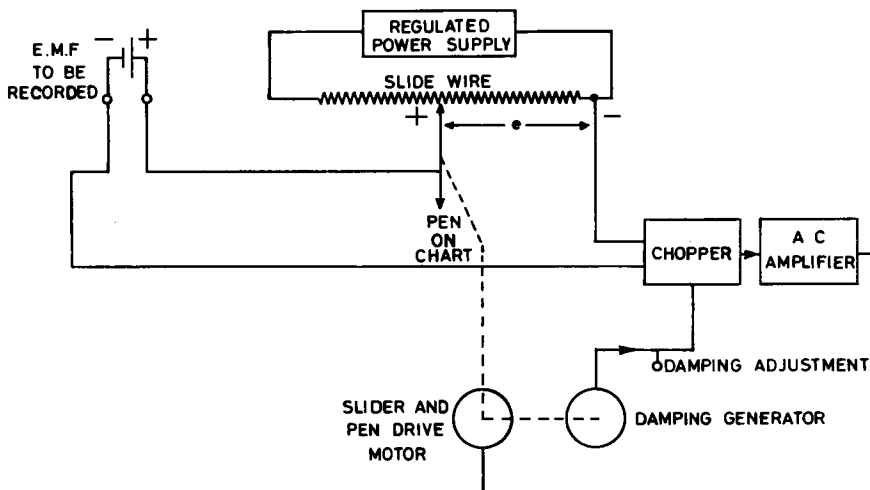 REGULATED
POWER SUPPLY
E.M.F
TO BE
RECORDED
- +
SLIDE WIRE
+ e -
PEN
ON
CHART
CHOPPER
A C
AMPLIFIER
DAMPING ADJUSTMENT
SLIDER AND
PEN DRIVE
MOTOR
DAMPING GENERATOR